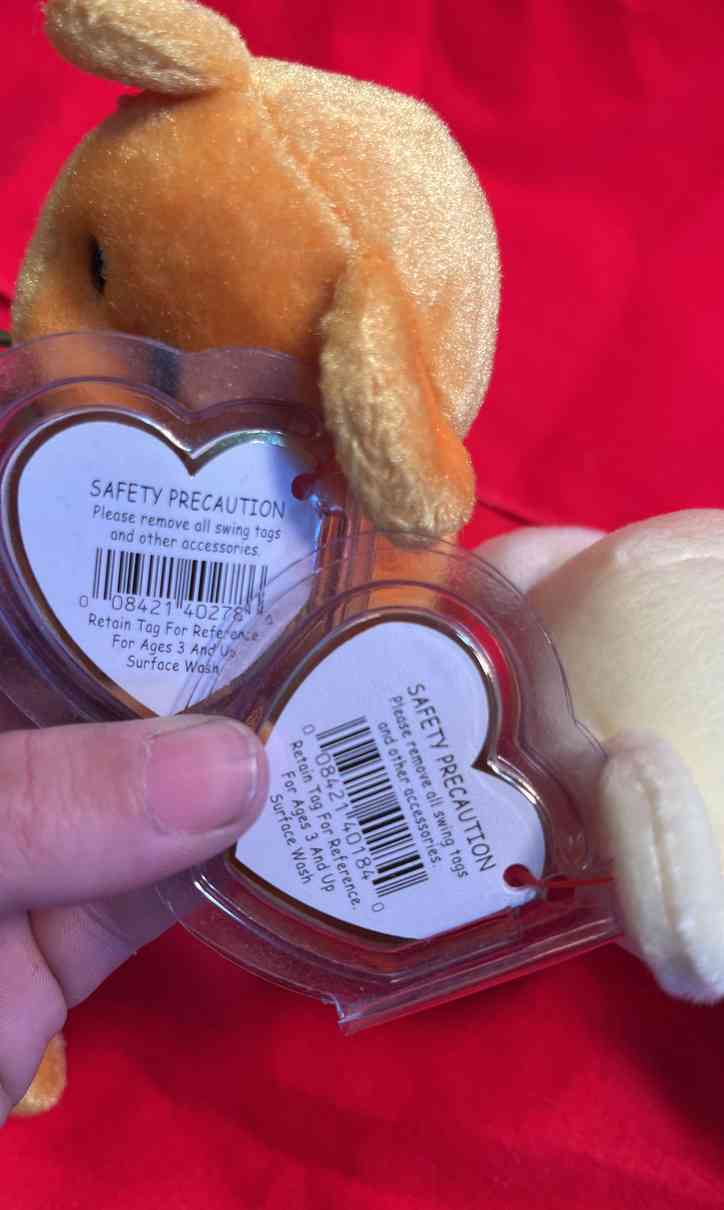 SAFETY PRECAUTION
Please remove all swing tags
and other accessories.
0 08421 40278
Retain Tag For Reference
For Ages 3 And Up
Surface Wash
SAFETY PRECAUTION
Please remove all swing tags
and other accessories.
0 08421 40184 0
Retain Tag For Reference.
For Ages 3 And Up
Surface Wash